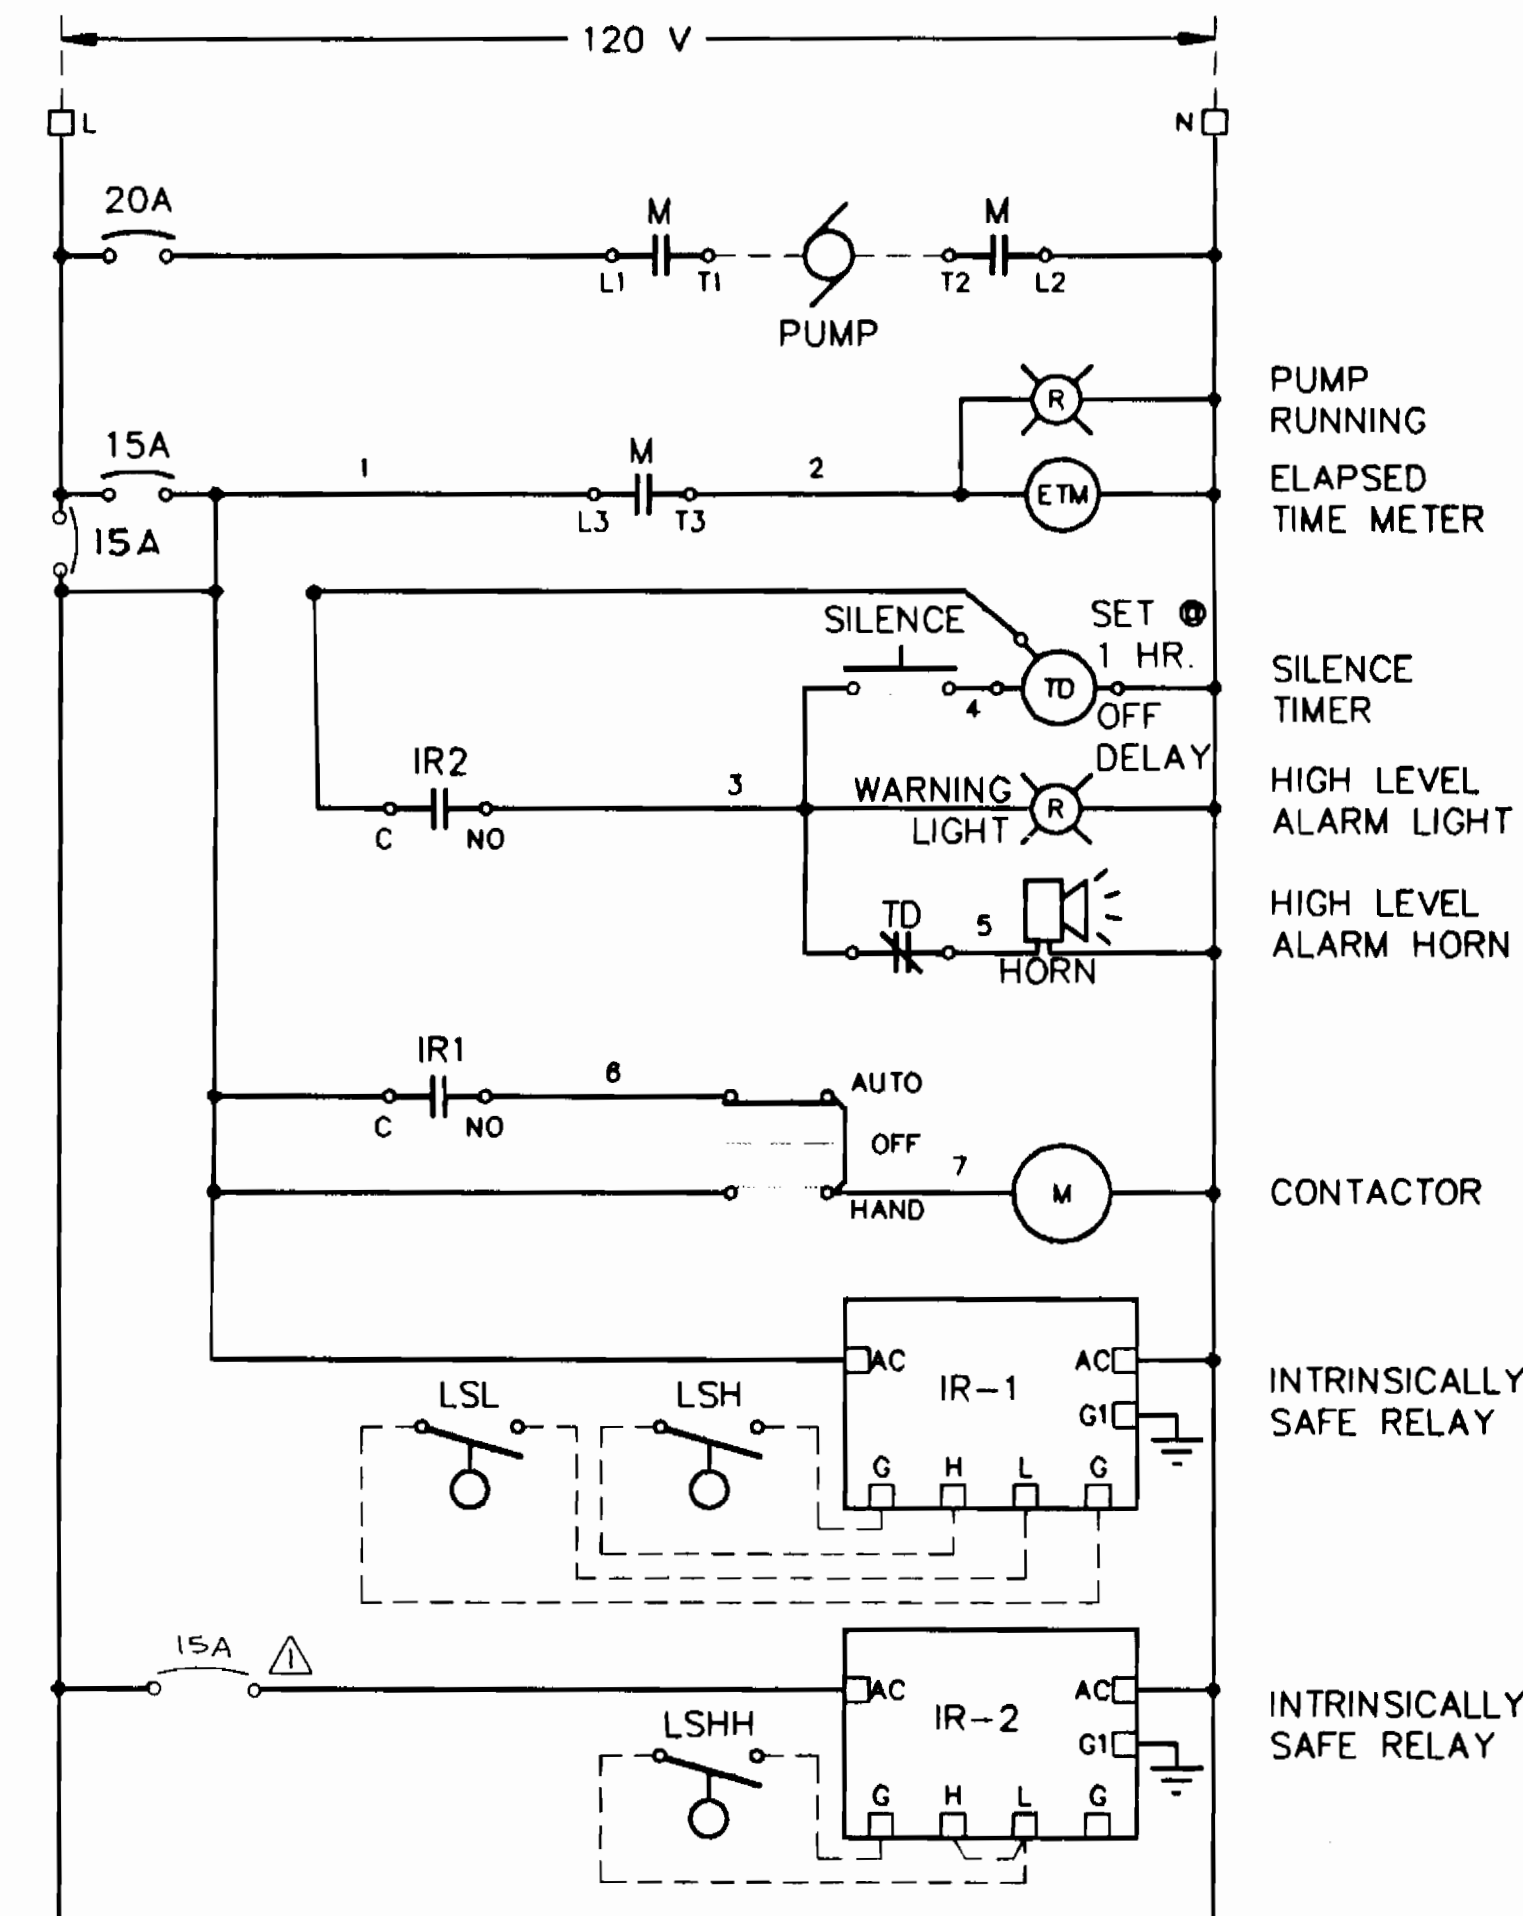 120 V
L
N
20A
M
M
L1
T1
T2
L2
PUMP
R
PUMP
RUNNING
15A
1
M
2
L3
T3
ETM
ELAPSED
TIME METER
15A
SILENCE
SET
1 HR.
4
TD
OFF
DELAY
SILENCE
TIMER
IR2
C
NO
3
WARNING
LIGHT
R
HIGH LEVEL
ALARM LIGHT
TD
5
HORN
HIGH LEVEL
ALARM HORN
IR1
C
NO
6
AUTO
OFF
HAND
7
M
CONTACTOR
AC
IR-1
AC
G1
G
H
L
G
LSL
LSH
INTRINSICALLY
SAFE RELAY
15A
1
AC
IR-2
AC
G1
G
H
L
G
LSHH
INTRINSICALLY
SAFE RELAY